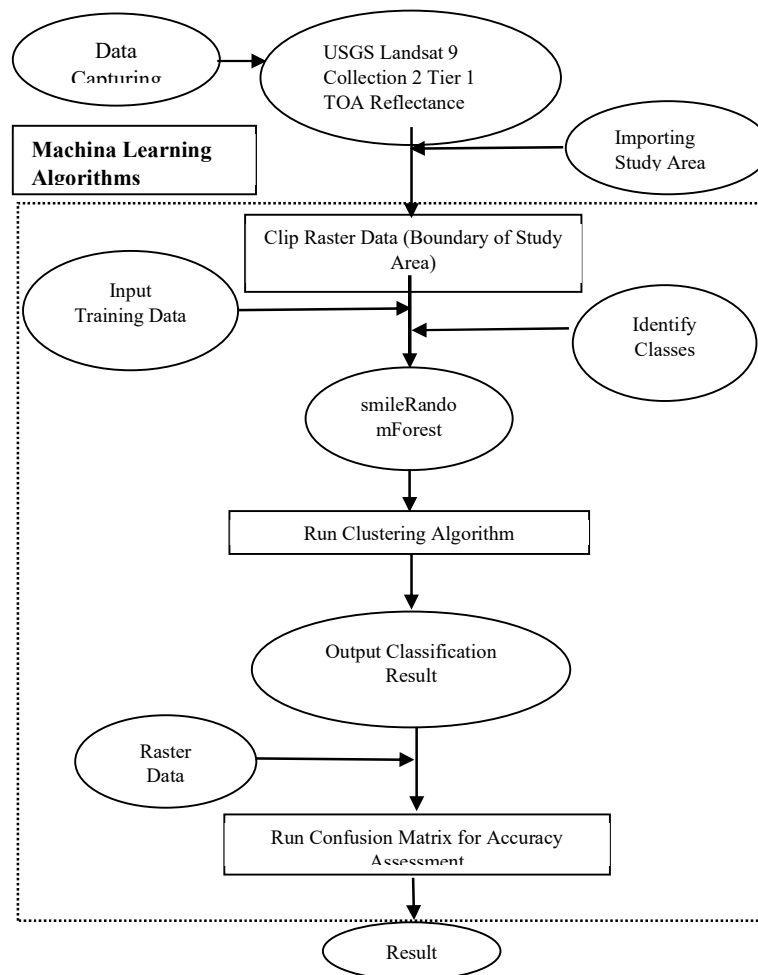 Data
Capturing
USGS Landsat 9
Collection 2 Tier 1
TOA Reflectance
Machina Learning
Algorithms
Importing
Study Area
Clip Raster Data (Boundary of Study
Area)
Input
Training Data
Identify
Classes
smileRando
mForest
Run Clustering Algorithm
Output Classification
Result
Raster
Data
Run Confusion Matrix for Accuracy
Assessment
Result